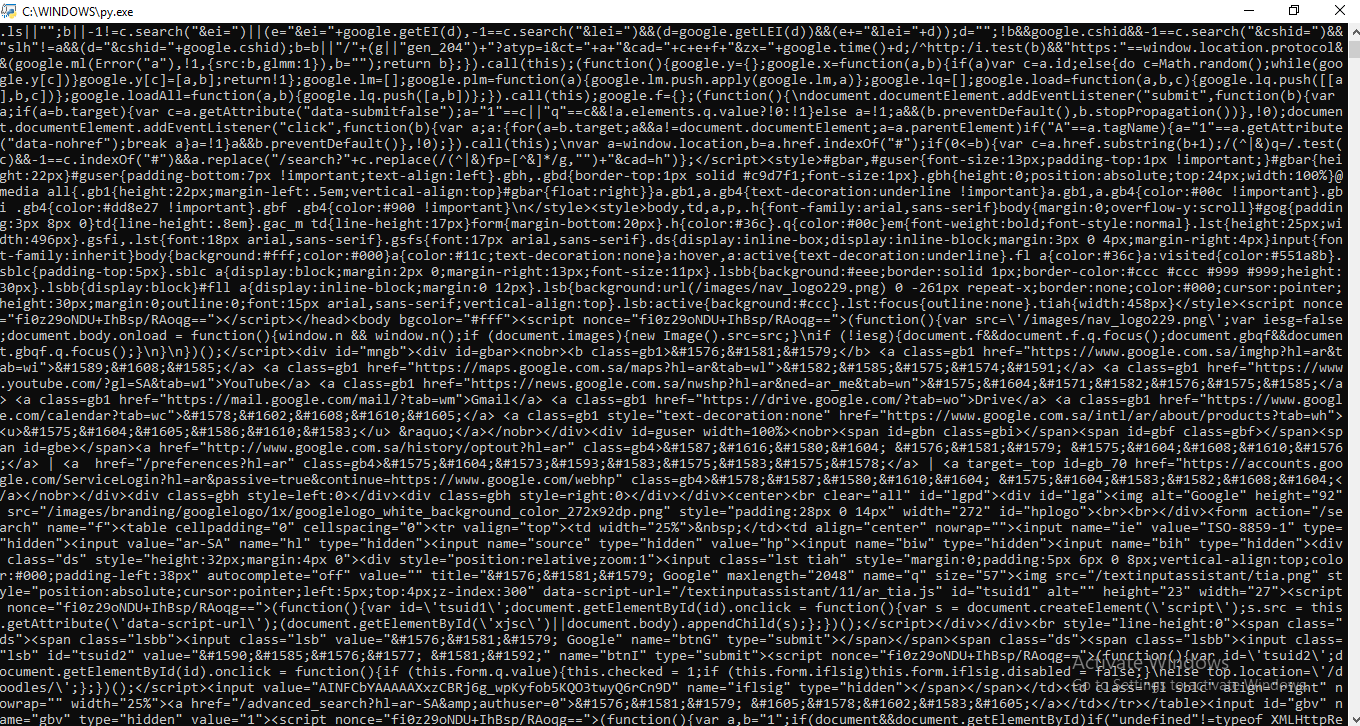 C:\WINDOWS\py.exe
.ls||"";b||-1!=c.search("&ei=")||(e="&ei="+google.getEI(d),-1==c.search("&lei=")&&(d=google.getLEI(d))&&(e+="&lei="+d));d="";!b&&google.cshid&&-1==c.search("&cshid=")&&
"slh"!=a&&(d="&cshid="+google.cshid);b=b||"/"+(g||"gen_204")+"?atyp=i&ct="+a+"&cad="+c+e+f+"&zx="+google.time()+d;/^http:/i.test(b)&&"https:"==window.location.protocol&
&(google.ml(Error("a"),!1,{src:b,glmm:1}),b="");return b};}).call(this);(function(){google.y={};google.x=function(a,b){if(a)var c=a.id;else{do c=Math.random();while(goo
gle.y[c])}google.y[c]=[a,b];return!1};google.lm=[];google.plm=function(a){google.lm.push.apply(google.lm,a)};google.lq=[];google.load=function(a,b,c){google.lq.push([[a
],b,c])};google.loadAll=function(a,b){google.lq.push([a,b])};}).call(this);google.f={};(function(){\ndocument.documentElement.addEventListener("submit",function(b){var 
a;if(a=b.target){var c=a.getAttribute("data-submitfalse");a="1"==c||"q"==c&&!a.elements.q.value?!0:!1}else a=!1;a&&(b.preventDefault(),b.stopPropagation())},!0);documen
t.documentElement.addEventListener("click",function(b){var a;a:{for(a=b.target;a&&a!=document.documentElement;a=a.parentElement)if("A"==a.tagName){a="1"==a.getAttribute
("data-nohref");break a}a=!1}a&&b.preventDefault()},!0);}).call(this);\nvar a=window.location,b=a.href.indexOf("#");if(0<=b){var c=a.href.substring(b+1);/(^|&)q=/.test(
c)&&-1==c.indexOf("#")&&a.replace("/search?"+c.replace(/(^|&)fp=[^&]*/g,"")+"&cad=h")};</script><style>#gbar,#guser{font-size:13px;padding-top:1px !important;}#gbar{hei
ght:22px}#guser{padding-bottom:7px !important;text-align:left}.gbh,.gbd{border-top:1px solid #c9d7f1;font-size:1px}.gbh{height:0;position:absolute;top:24px;width:100%}@
media all{.gb1{height:22px;margin-left:.5em;vertical-align:top}#gbar{float:right}}a.gb1,a.gb4{text-decoration:underline !important}a.gb1,a.gb4{color:#00c !important}.gb
i .gb4{color:#dd8e27 !important}.gbf .gb4{color:#900 !important}\n</style><style>body,td,a,p,.h{font-family:arial,sans-serif}body{margin:0;overflow-y:scroll}#gog{paddin
g:3px 8px 0}td{line-height:.8em}.gac_m td{line-height:17px}form{margin-bottom:20px}.h{color:#36c}.q{color:#00c}em{font-weight:bold;font-style:normal}.lst{height:25px;wi
dth:496px}.gsfi,.lst{font:18px arial,sans-serif}.gsfs{font:17px arial,sans-serif}.ds{display:inline-box;display:inline-block;margin:3px 0 4px;margin-right:4px}input{fon
t-family:inherit}body{background:#fff;color:#000}a{color:#11c;text-decoration:none}a:hover,a:active{text-decoration:underline}.fl a{color:#36c}a:visited{color:#551a8b}.
sblc{padding-top:5px}.sblc a{display:block;margin:2px 0;margin-right:13px;font-size:11px}.lsbb{background:#eee;border:solid 1px;border-color:#ccc #ccc #999 #999;height:
30px}.lsbb{display:block}#fll a{display:inline-block;margin:0 12px}.lsb{background:url(/images/nav_logo229.png) 0 -261px repeat-x;border:none;color:#000;cursor:pointer;
height:30px;margin:0;outline:0;font:15px arial,sans-serif;vertical-align:top}.lsb:active{background:#ccc}.lst:focus{outline:none}.tiah{width:458px}</style><script nonce
="fi0z29oNDU+IhBsp/RAoqg=="></script></head><body bgcolor="#fff"><script nonce="fi0z29oNDU+IhBsp/RAoqg==">(function(){var src=\'/images/nav_logo229.png\';var iesg=false
;document.body.onload = function(){window.n && window.n();if (document.images){new Image().src=src;}\nif (!iesg){document.f&&document.f.q.focus();document.gbqf&&documen
t.gbqf.q.focus();}\n}\n})();</script><div id="mngb"><div id=gbar><nobr><b class=gb1>&#1576;&#1581;&#1579;</b> <a class=gb1 href="https://www.google.com.sa/imghp?hl=ar&t
ab=wi">&#1589;&#1608;&#1585;</a> <a class=gb1 href="https://maps.google.com.sa/maps?hl=ar&tab=wl">&#1582;&#1585;&#1575;&#1574;&#1591;</a> <a class=gb1 href="https://www
.youtube.com/?gl=SA&tab=w1">YouTube</a> <a class=gb1 href="https://news.google.com.sa/nwshp?hl=ar&ned=ar_me&tab=wn">&#1575;&#1604;&#1571;&#1582;&#1576;&#1575;&#1585;</a
> <a class=gb1 href="https://mail.google.com/mail/?tab=wm">Gmail</a> <a class=gb1 href="https://drive.google.com/?tab=wo">Drive</a> <a class=gb1 href="https://www.googl
e.com/calendar?tab=wc">&#1578;&#1602;&#1608;&#1610;&#1605;</a> <a class=gb1 style="text-decoration:none" href="https://www.google.com.sa/intl/ar/about/products?tab=wh">
<u>&#1575;&#1604;&#1605;&#1586;&#1610;&#1583;</u> &raquo;</a></nobr></div><div id=guser width=100%><nobr><span id=gbn class=gbi></span><span id=gbf class=gbf></span><sp
an id=gbe></span><a href="http://www.google.com.sa/history/optout?hl=ar" class=gb4>&#1587;&#1616;&#1580;&#1604; &#1576;&#1581;&#1579; &#1575;&#1604;&#1608;&#1610;&#1576
;</a> | <a  href="/preferences?hl=ar" class=gb4>&#1575;&#1604;&#1573;&#1593;&#1583;&#1575;&#1583;&#1575;&#1578;</a> | <a target=_top id=gb_70 href="https://accounts.goo
gle.com/ServiceLogin?hl=ar&passive=true&continue=https://www.google.com/webhp" class=gb4>&#1578;&#1587;&#1580;&#1610;&#1604; &#1575;&#1604;&#1583;&#1582;&#1608;&#1604;<
/a></nobr></div><div class=gbh style=left:0></div><div class=gbh style=right:0></div></div><center><br clear="all" id="lgpd"><div id="lga"><img alt="Google" height="92"
 src="/images/branding/googlelogo/1x/googlelogo_white_background_color_272x92dp.png" style="padding:28px 0 14px" width="272" id="hplogo"><br><br></div><form action="/se
arch" name="f"><table cellpadding="0" cellspacing="0"><tr valign="top"><td width="25%">&nbsp;</td><td align="center" nowrap=""><input name="ie" value="ISO-8859-1" type=
"hidden"><input value="ar-SA" name="hl" type="hidden"><input name="source" type="hidden" value="hp"><input name="biw" type="hidden"><input name="bih" type="hidden"><div
 class="ds" style="height:32px;margin:4px 0"><div style="position:relative;zoom:1"><input class="lst tiah" style="margin:0;padding:5px 6px 0 8px;vertical-align:top;colo
r:#000;padding-left:38px" autocomplete="off" value="" title="&#1576;&#1581;&#1579; Google" maxlength="2048" name="q" size="57"><img src="/textinputassistant/tia.png" st
yle="position:absolute;cursor:pointer;left:5px;top:4px;z-index:300" data-script-url="/textinputassistant/11/ar_tia.js" id="tsuid1" alt="" height="23" width="27"><script
 nonce="fi0z29oNDU+IhBsp/RAoqg==">(function(){var id=\'tsuid1\';document.getElementById(id).onclick = function(){var s = document.createElement(\'script\');s.src = this
.getAttribute(\'data-script-url\');(document.getElementById(\'xjsc\')||document.body).appendChild(s);};})();</script></div></div><br style="line-height:0"><span class="
ds"><span class="lsbb"><input class="lsb" value="&#1576;&#1581;&#1579; Google" name="btnG" type="submit"></span></span><span class="ds"><span class="lsbb"><input class=
"lsb" id="tsuid2" value="&#1590;&#1585;&#1576;&#1577; &#1581;&#1592;" name="btnI" type="submit"><script nonce="fi0z29oNDU+IhBsp/RAoqg==">(function(){var id=\'tsuid2\';d
ocument.getElementById(id).onclick = function(){if (this.form.q.value){this.checked = 1;if (this.form.iflsig)this.form.iflsig.disabled = false;}\nelse top.location=\'/d
oodles/\';};})();</script><input value="AINFCbYAAAAAXxzCBRj6g_wpKyfob5KQO3twyQ6rCn9D" name="iflsig" type="hidden"></span></span></td><td class="fl sblc" align="right" n
owrap="" width="25%"><a href="/advanced_search?hl=ar-SA&amp;authuser=0">&#1576;&#1581;&#1579; &#1605;&#1578;&#1602;&#1583;&#1605;</a></td></tr></table><input id="gbv" n
ame="gbv" type="hidden" value="1"><script nonce="fi0z29oNDU+IhBsp/RAoqg==">(function(){var a,b="1";if(document&&document.getElementById)if("undefined"!=typeof XMLHttpRe
Activate Windows
Go to Settings to activate Windows.